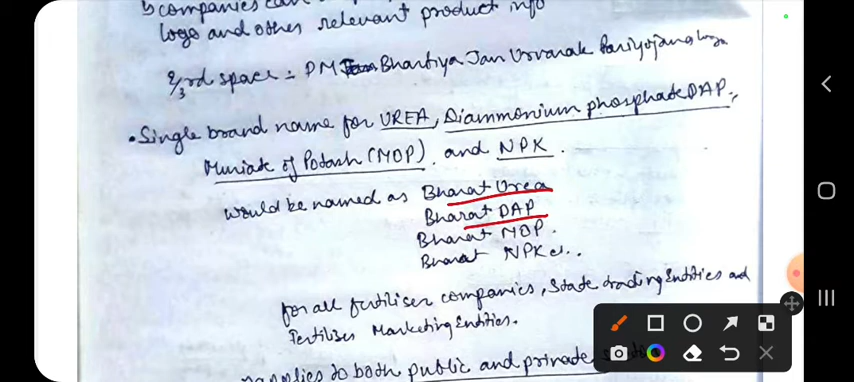 ↳ companies can
logo and other relevant product info
2/3rd space = PM Bhartiya Jan Urvarak Pariyojana logo
• Single brand name for UREA, Diammonium phosphate DAP,
Muriate of Potash (MOP), and NPK.
would be named as Bharat Urea
Bharat DAP
Bharat MOP.
Bharat NPK etc..
for all fertiliser companies, State trading Entities and
Fertiliser Marketing Entities.
applies to both public and private